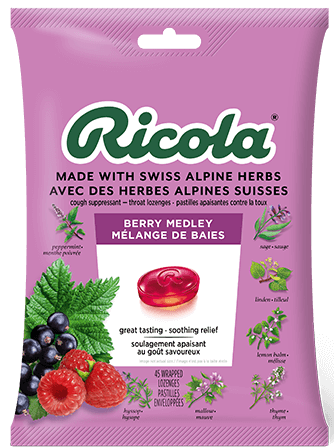 Ricola®
MADE WITH SWISS ALPINE HERBS
AVEC DES HERBES ALPINES SUISSES
cough suppressant – throat lozenges · pastilles apaisantes contre la toux
BERRY MEDLEY
MÉLANGE DE BAIES
peppermint •
menthe poivrée
sage • sauge
linden • tilleul
lemon balm •
mélisse
great tasting · soothing relief
soulagement apaisant
au goût savoureux
45 WRAPPED
LOZENGES
PASTILLES
ENVELOPPÉES
hyssop •
hysope
mallow •
mauve
thyme •
thym